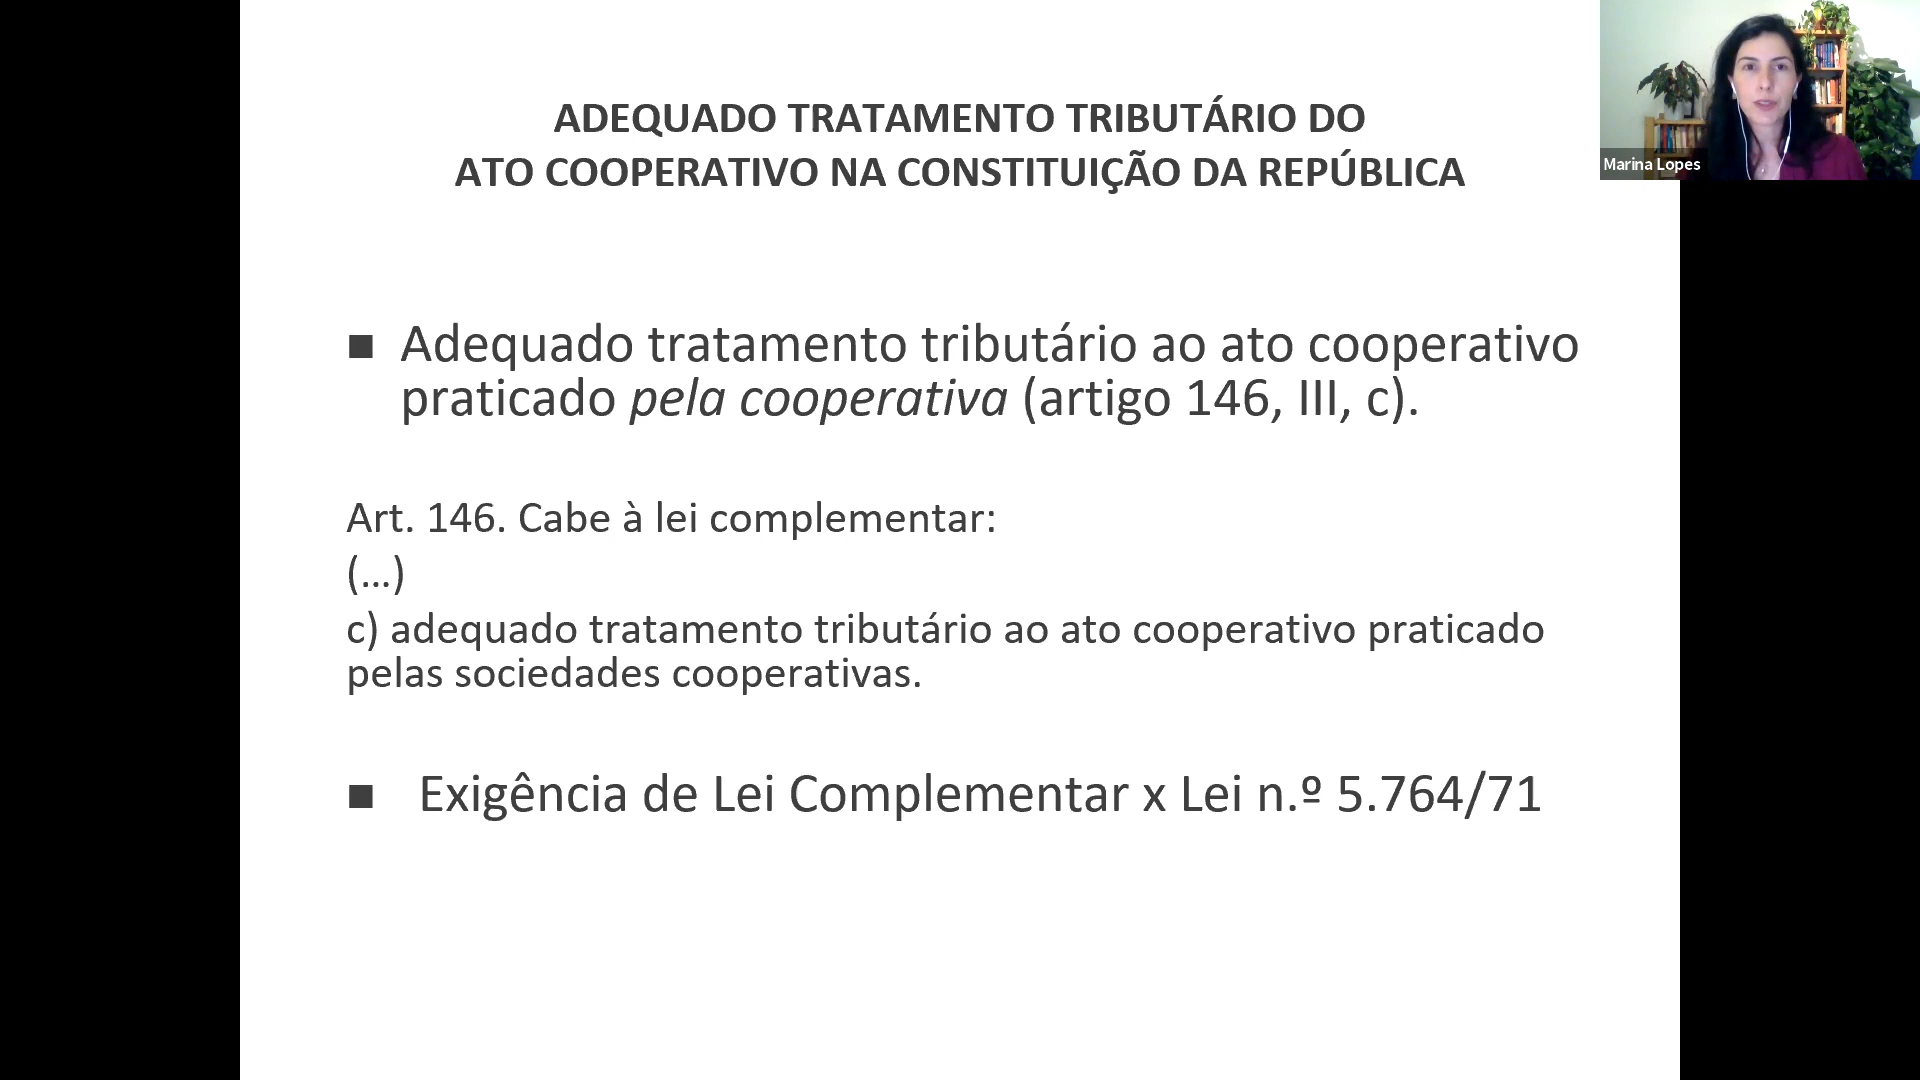 ADEQUADO TRATAMENTO TRIBUTÁRIO DO
ATO COOPERATIVO NA CONSTITUIÇÃO DA REPÚBLICA
Marina Lopes
■ Adequado tratamento tributário ao ato cooperativo
praticado pela cooperativa (artigo 146, III, c).
Art. 146. Cabe à lei complementar:
(...)
c) adequado tratamento tributário ao ato cooperativo praticado
pelas sociedades cooperativas.
■ Exigência de Lei Complementar x Lei n.º 5.764/71